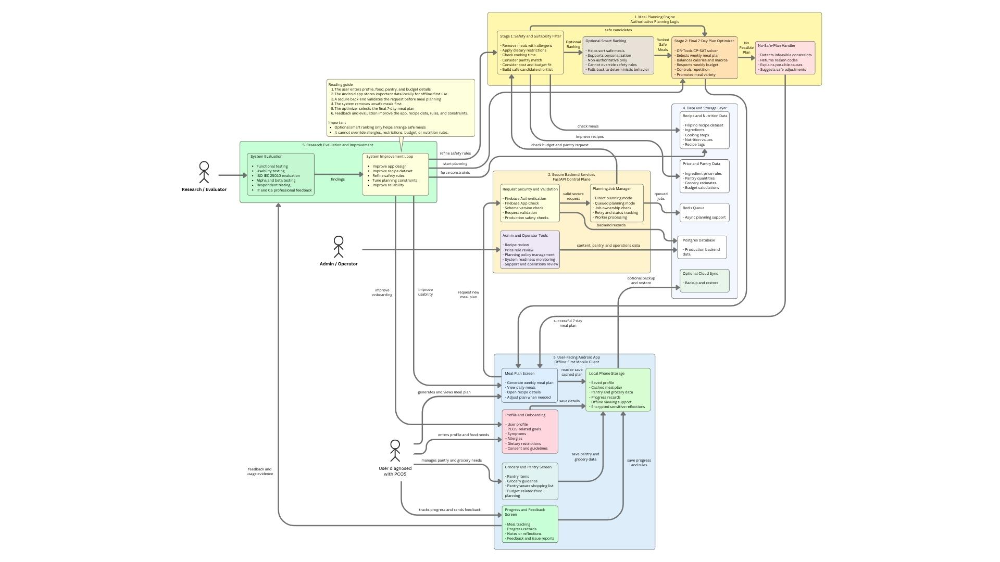 1. Meal Planning Engine
Authoritative Planning Logic
safe candidates
Stage 1: Safety and Suitability Filter
- Remove meals with allergens
- Apply dietary restrictions
- Check cooking time
- Consider pantry match
- Consider cost and budget fit
- Build safe candidate shortlist
Optional
Ranking
Optional Smart Ranking
- Helps sort safe meals
- Supports personalization
- Non-authoritative only
- Cannot override safety rules
- Falls back to deterministic behavior
Ranked
Safe
Meals
Stage 2: Final 7-Day Plan Optimizer
- OR-Tools CP-SAT solver
- Selects weekly meal plan
- Balances calories and macros
- Respects weekly budget
- Controls repetition
- Promotes meal variety
No
Feasible
Plan
No-Safe-Plan Handler
- Detects infeasible constraints
- Returns reason codes
- Explains possible causes
- Suggests safe adjustments
Reading guide
1. The user enters profile, food, pantry, and budget details
2. The Android app stores important data locally for offline-first use
3. A secure back-end validates the request before meal planning
4. The system removes unsafe meals first.
5. The optimizer selects the final 7-day meal plan
6. Feedback and evaluation improve the app, recipe data, rules, and constraints.
Important
• Optional smart ranking only helps arrange safe meals
• It cannot override allergies, restrictions, budget, or nutrition rules.
5. Research Evaluation and Improvement
System Evaluation
• Functional testing
• Usability testing
• ISO IEC 25010 evaluation
• Alpha and beta testing
• Respondent testing
• IT and CS professional feedback
findings
System Improvement Loop
• Improve app design
• Improve recipe dataset
• Refine safety rules
• Tune planning constraints
• Improve reliability
Research / Evaluator
refine safety rules
start planning
force constraints
check meals
improve recipes
check budget and pantry request
4. Data and Storage Layer
Recipe and Nutrition Data
- Filipino recipe dataset
- Ingredients
- Cooking steps
- Nutrition values
- Recipe tags
Price and Pantry Data
- Ingredient price rules
- Pantry quantities
- Grocery estimates
- Budget calculations
Redis Queue
- Async planning support
Postgres Database
- Production backend
data
Optional Cloud Sync
- Backup and restore
2. Secure Backend Services
FastAPI Control Plane
Request Security and Validation
- Firebase Authentication
- Firebase App Check
- Schema version check
- Request validation
- Production safety checks
valid secure
request
Planning Job Manager
- Direct planning mode
- Queued planning mode
- Job ownership check
- Retry and status tracking
- Worker processing
queued
jobs
backend records
Admin and Operator Tools
- Recipe review
- Price rule review
- Planning policy management
- System readiness monitoring
- Support and operations review
content, pantry, and operations data
Admin / Operator
improve
onboarding
improve
usability
request new
meal plan
optional backup
and restore
successful 7-day
meal plan
5. User-Facing Android App
Offline-First Mobile Client
Meal Plan Screen
- Generate weekly meal plan
- View daily meals
- Open recipe details
- Adjust plan when needed
read or save
cached plan
Local Phone Storage
- Saved profile
- Cached meal plan
- Pantry and grocery data
- Progress records
- Offline viewing support
- Encrypted sensitive reflections
generates and views meal plan
save details
Profile and Onboarding
- User profile
- PCOS-related goals
- Symptoms
- Allergies
- Dietary restrictions
- Consent and guidelines
enters profile and food needs
User diagnosed
with PCOS
manages pantry and grocery needs
save pantry and
grocery data
save progress
and rules
Grocery and Pantry Screen
- Pantry items
- Grocery guidance
- Pantry-aware shopping list
- Budget-related food
planning
feedback and
usage evidence
tracks progress and sends feedback
Progress and Feedback
Screen
- Meal tracking
- Progress records
- Notes or reflections
- Feedback and issue reports